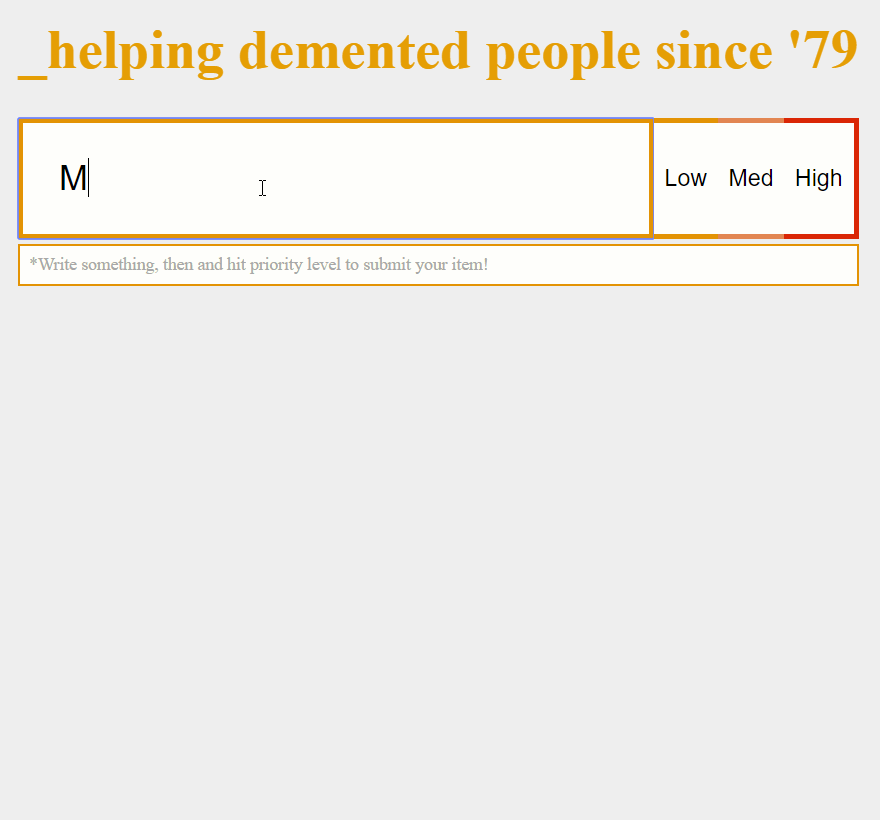 _helping demented people since '79
M
Low Med High
*Write something, then and hit priority level to submit your item!